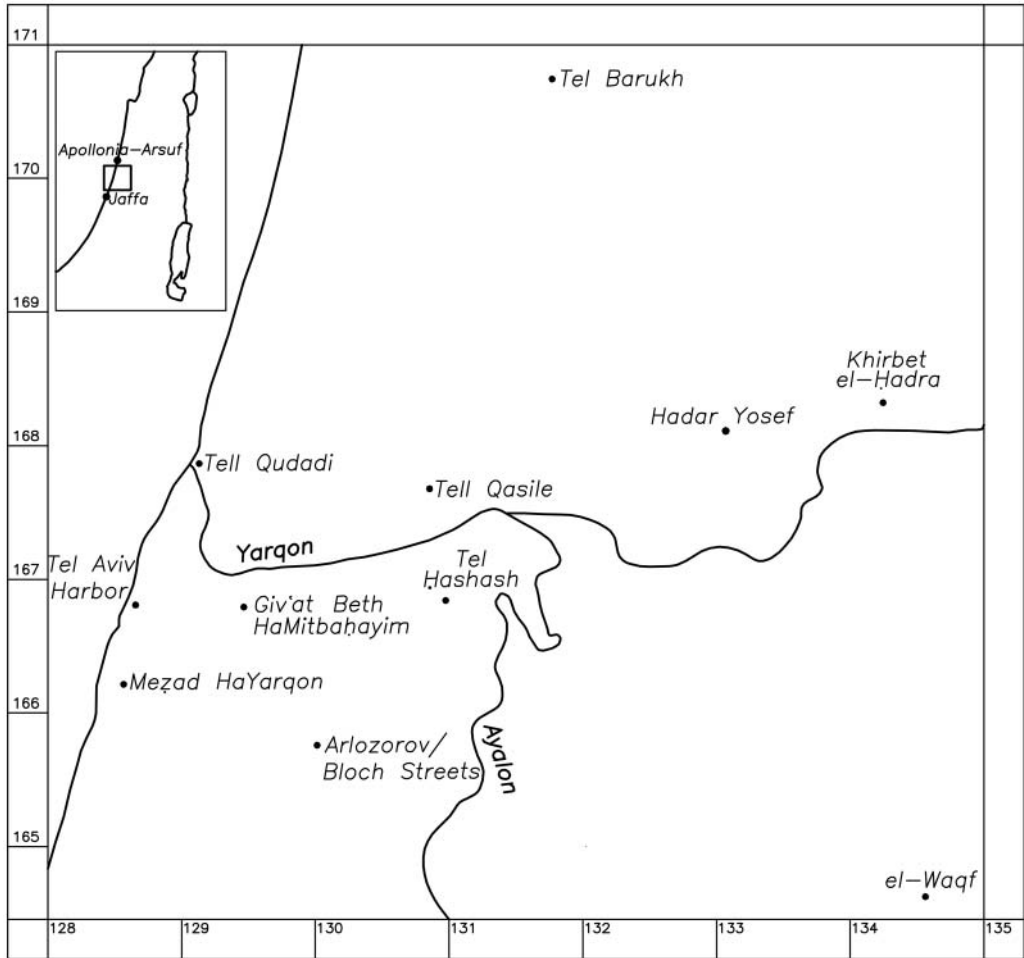 171
Tel Barukh
Apollonia-Arsuf
170
Jaffa
169
Khirbet
el-Ḥadra
Hadar Yosef
168
Tell Qudadi
Tell Qasile
Yarqon
Tel
Ḥashash
167
Tel Aviv
Harbor
Giv'at Beth
HaMitbaḥayim
Meẓad HaYarqon
166
Arlozorov/
Bloch Streets
Ayalon
165
el-Waqf
128
129
130
131
132
133
134
135